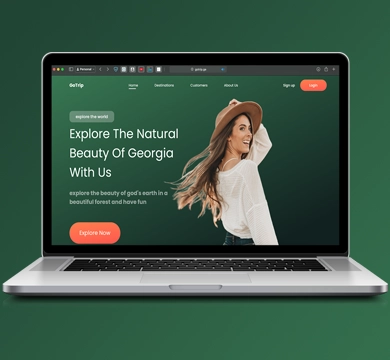 Personal
GoTrip
Home
Destinations
Customers
About Us
Sign up
Login
explore the world
Explore The Natural
Beauty Of Georgia
With Us
explore the beauty of god's earth in a
beautiful forest and have fun
Explore Now